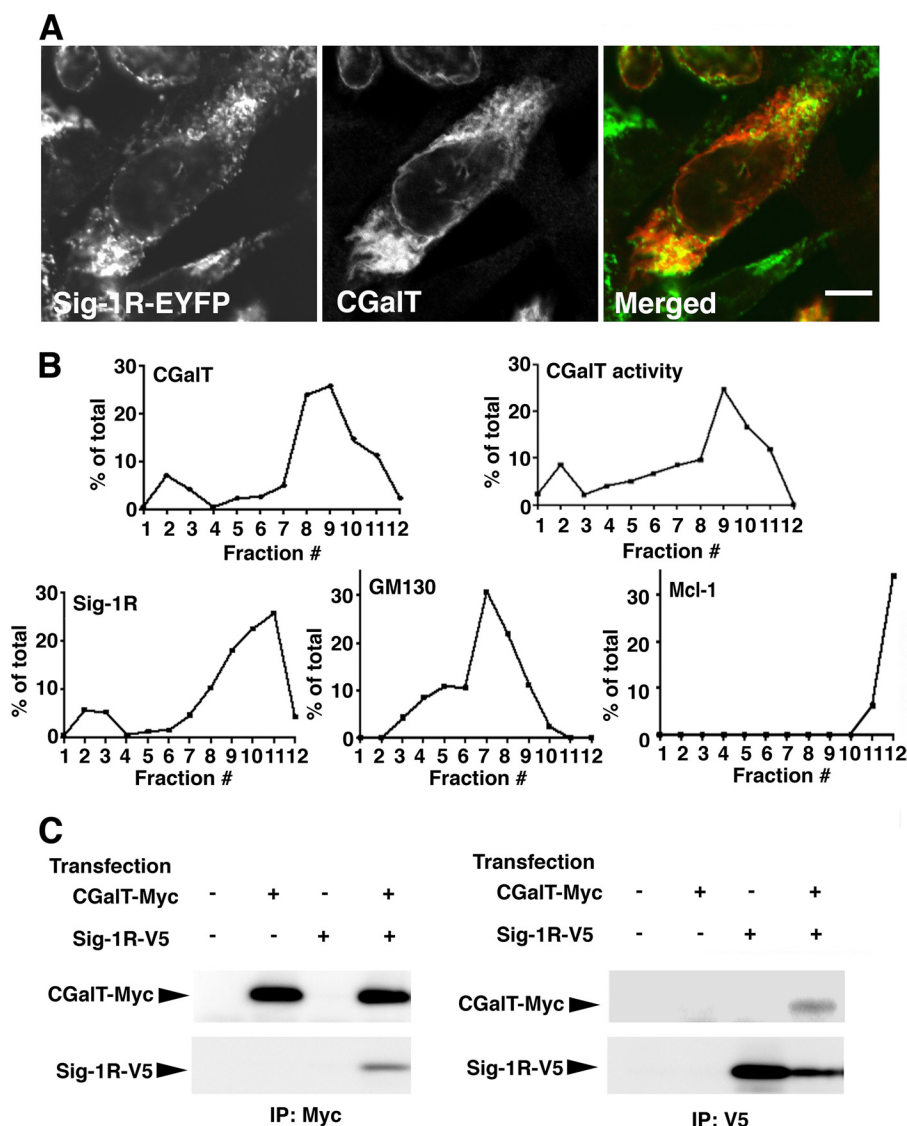 A
Sig-1R-EYFP
CGalT
Merged
B
CGalT
% of total
30
20
10
0
1 2 3 4 5 6 7 8 9 10 11 12
Fraction #
CGalT activity
% of total
30
20
10
0
1 2 3 4 5 6 7 8 9 10 11 12
Fraction #
Sig-1R
% of total
30
20
10
0
1 2 3 4 5 6 7 8 9 10 11 12
Fraction #
GM130
% of total
30
20
10
0
1 2 3 4 5 6 7 8 9 10 11 12
Fraction #
Mcl-1
% of total
30
20
10
0
1 2 3 4 5 6 7 8 9 10 11 12
Fraction #
C
Transfection
CGalT-Myc - + - +
Sig-1R-V5 - - + +
CGalT-Myc
Sig-1R-V5
IP: Myc
Transfection
CGalT-Myc - + - +
Sig-1R-V5 - - + +
CGalT-Myc
Sig-1R-V5
IP: V5